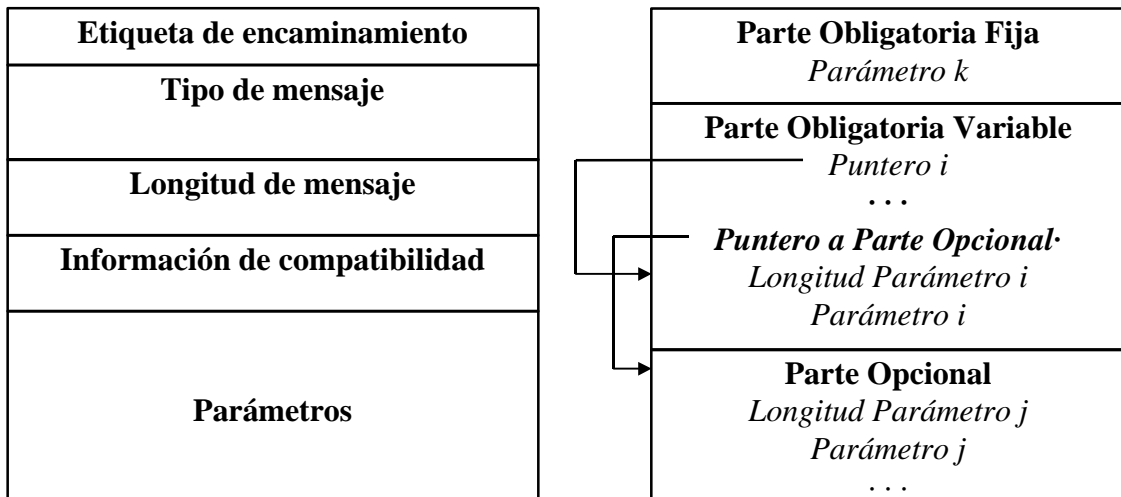 Etiqueta de encaminamiento
Tipo de mensaje
Longitud de mensaje
Información de compatibilidad
Parámetros
Parte Obligatoria Fija
Parámetro k
Parte Obligatoria Variable
Puntero i
. . .
Puntero a Parte Opcional·
Longitud Parámetro i
Parámetro i
Parte Opcional
Longitud Parámetro j
Parámetro j
. . .